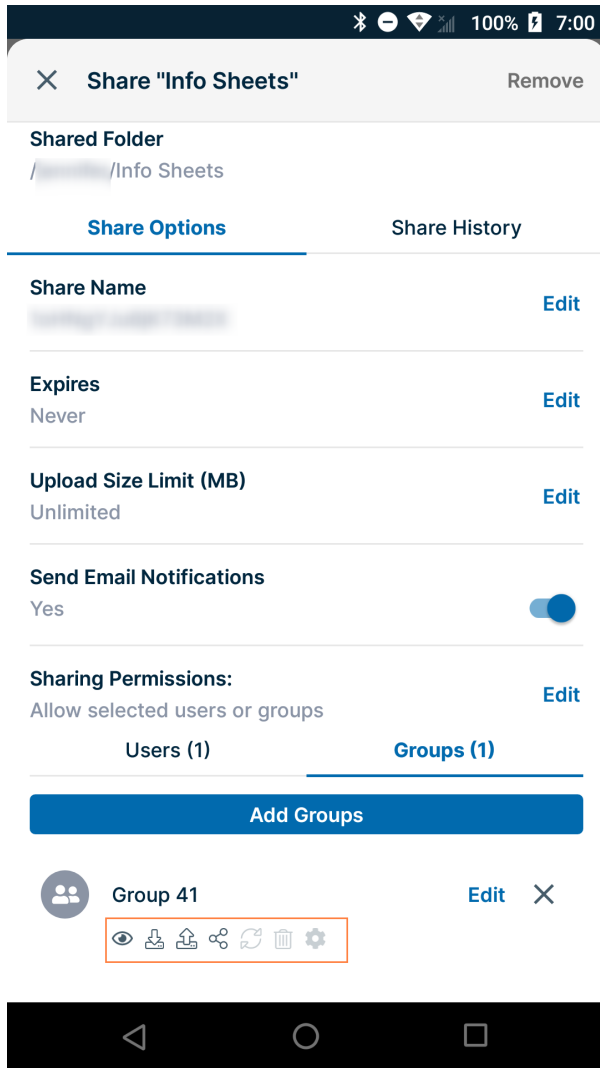 100% 7:00
Share "Info Sheets" Remove
Shared Folder
/Info Sheets
Share Options Share History
Share Name
Edit
Expires
Never
Edit
Upload Size Limit (MB)
Unlimited
Edit
Send Email Notifications
Yes
Sharing Permissions:
Allow selected users or groups
Edit
Users (1) Groups (1)
Add Groups
Group 41 Edit